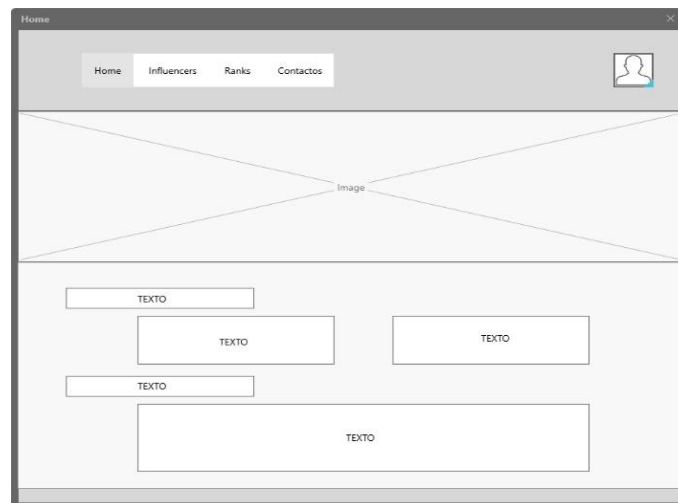 Home
Home Influencers Ranks Contactos
Image
TEXTO
TEXTO TEXTO
TEXTO
TEXTO